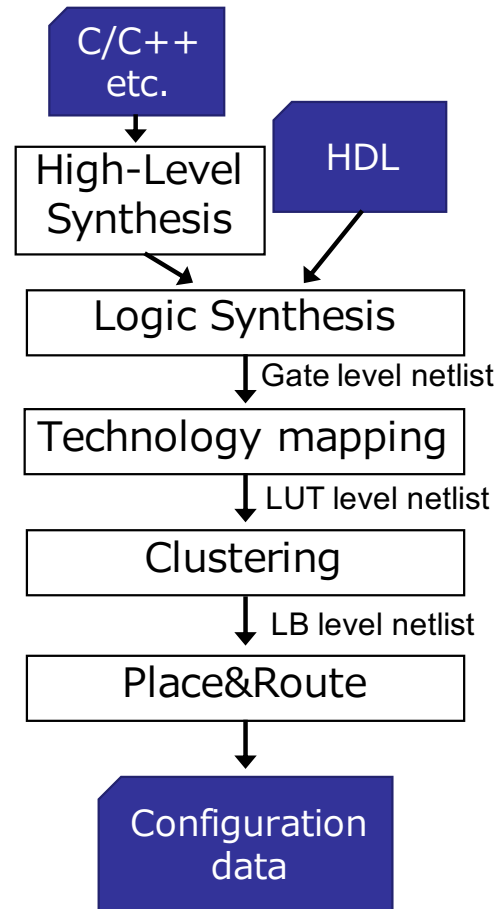 C/C++
etc.
HDL
High-Level
Synthesis
Logic Synthesis
Gate level netlist
Technology mapping
LUT level netlist
Clustering
LB level netlist
Place&Route
Configuration
data